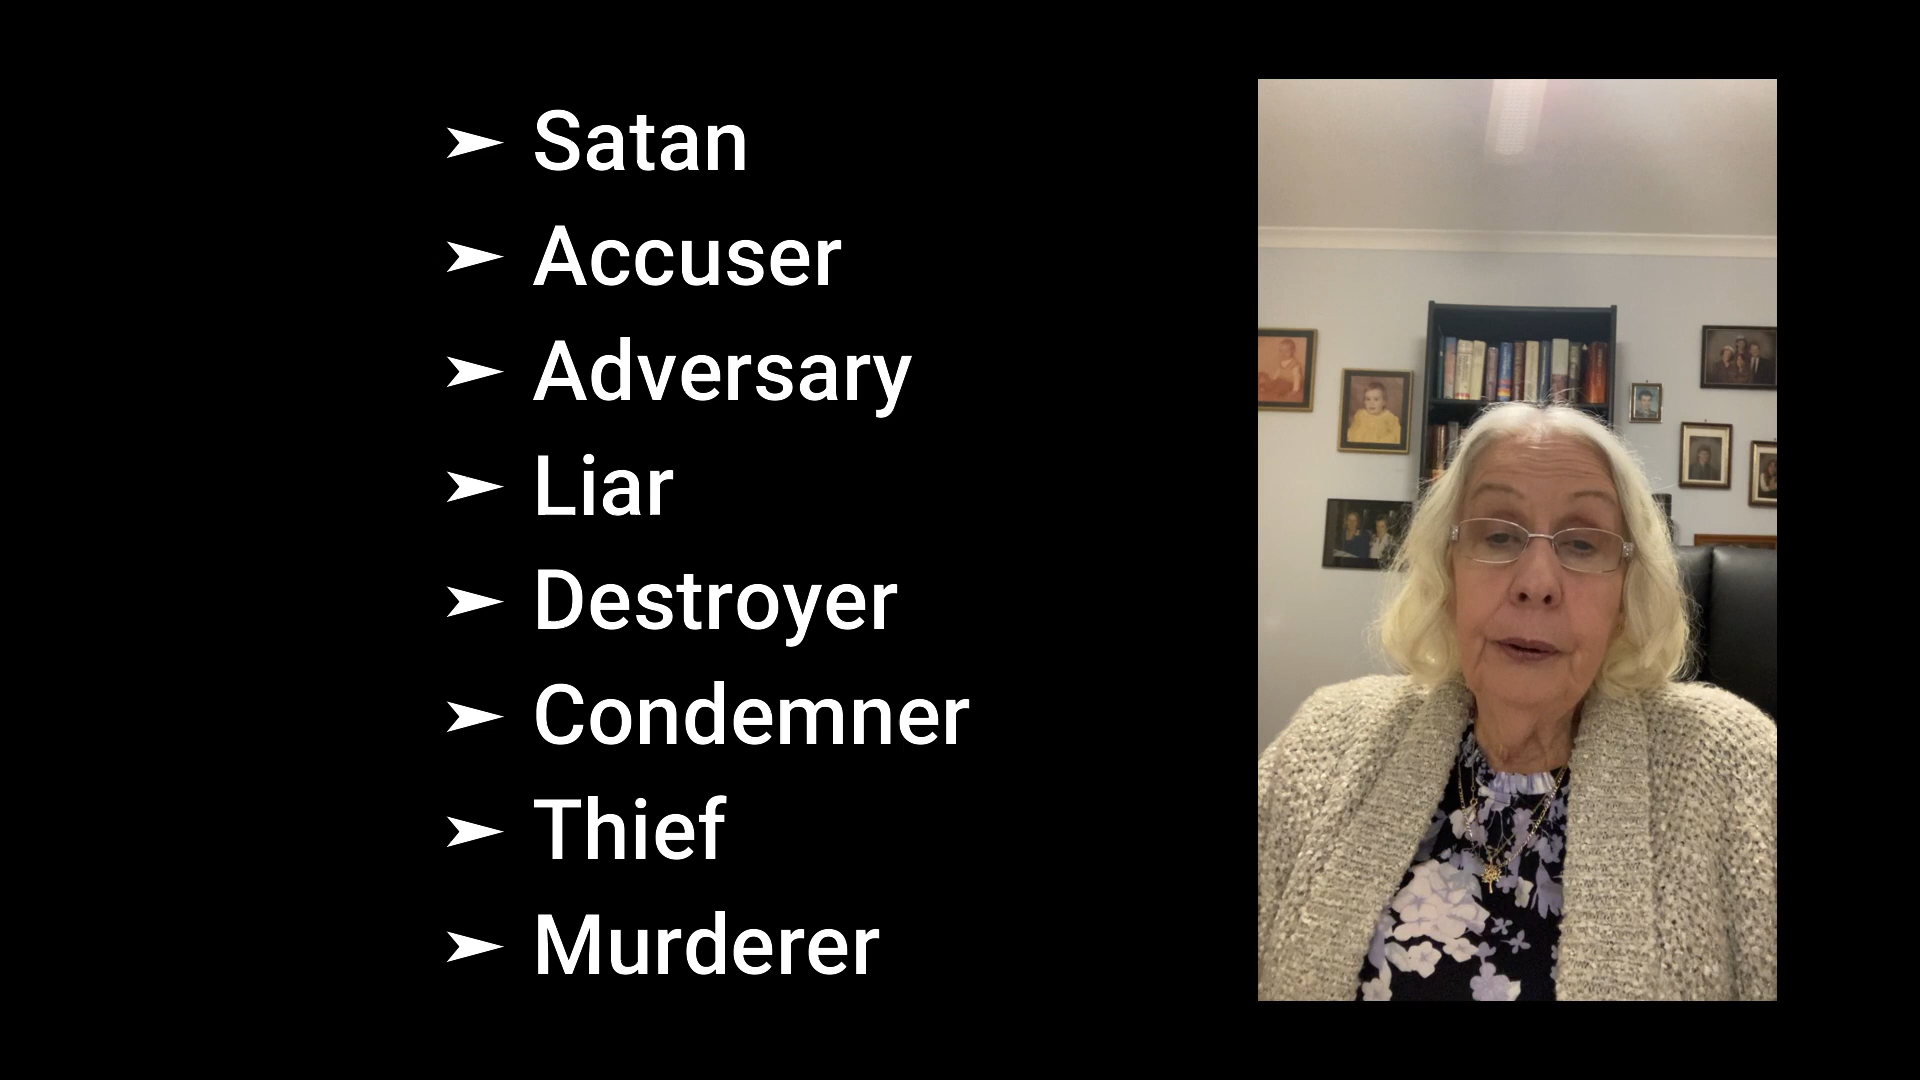 ➤ Satan
➤ Accuser
➤ Adversary
➤ Liar
➤ Destroyer
➤ Condemner
➤ Thief
➤ Murderer